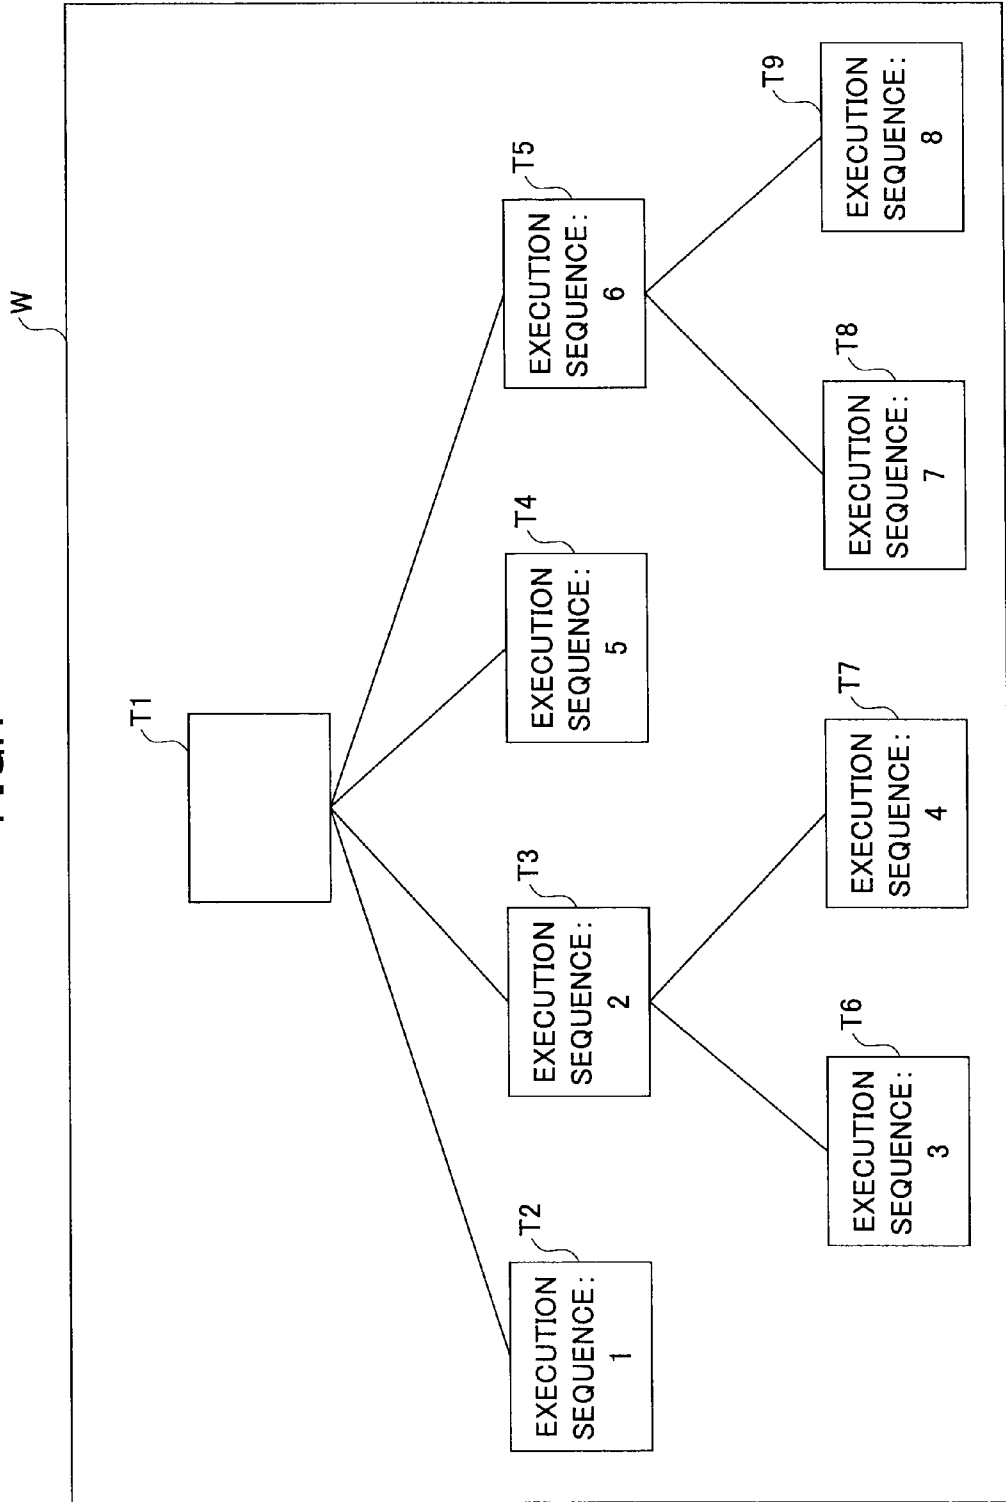 W
T1
T2
EXECUTION
SEQUENCE:
1
T3
EXECUTION
SEQUENCE:
2
T4
EXECUTION
SEQUENCE:
5
T5
EXECUTION
SEQUENCE:
6
T6
EXECUTION
SEQUENCE:
3
T7
EXECUTION
SEQUENCE:
4
T8
EXECUTION
SEQUENCE:
7
T9
EXECUTION
SEQUENCE:
8